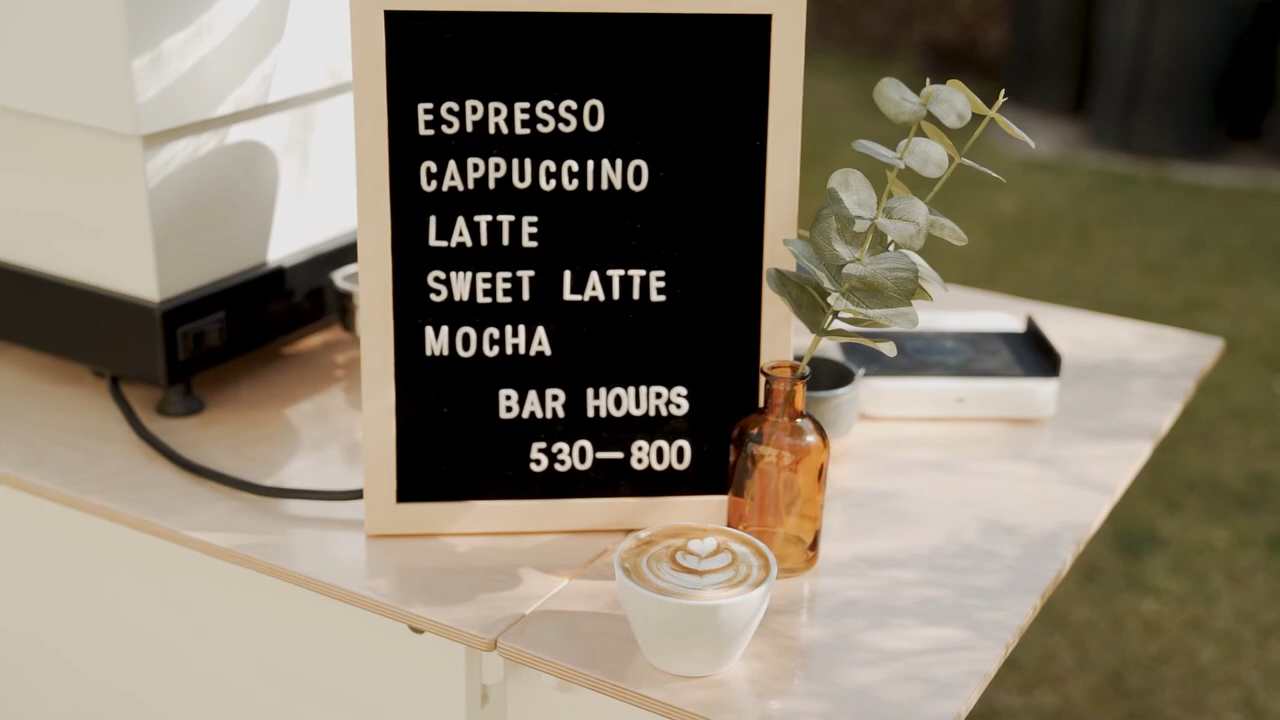 ESPRESSO
CAPPUCCINO
LATTE
SWEET LATTE
MOCHA
BAR HOURS
530—800